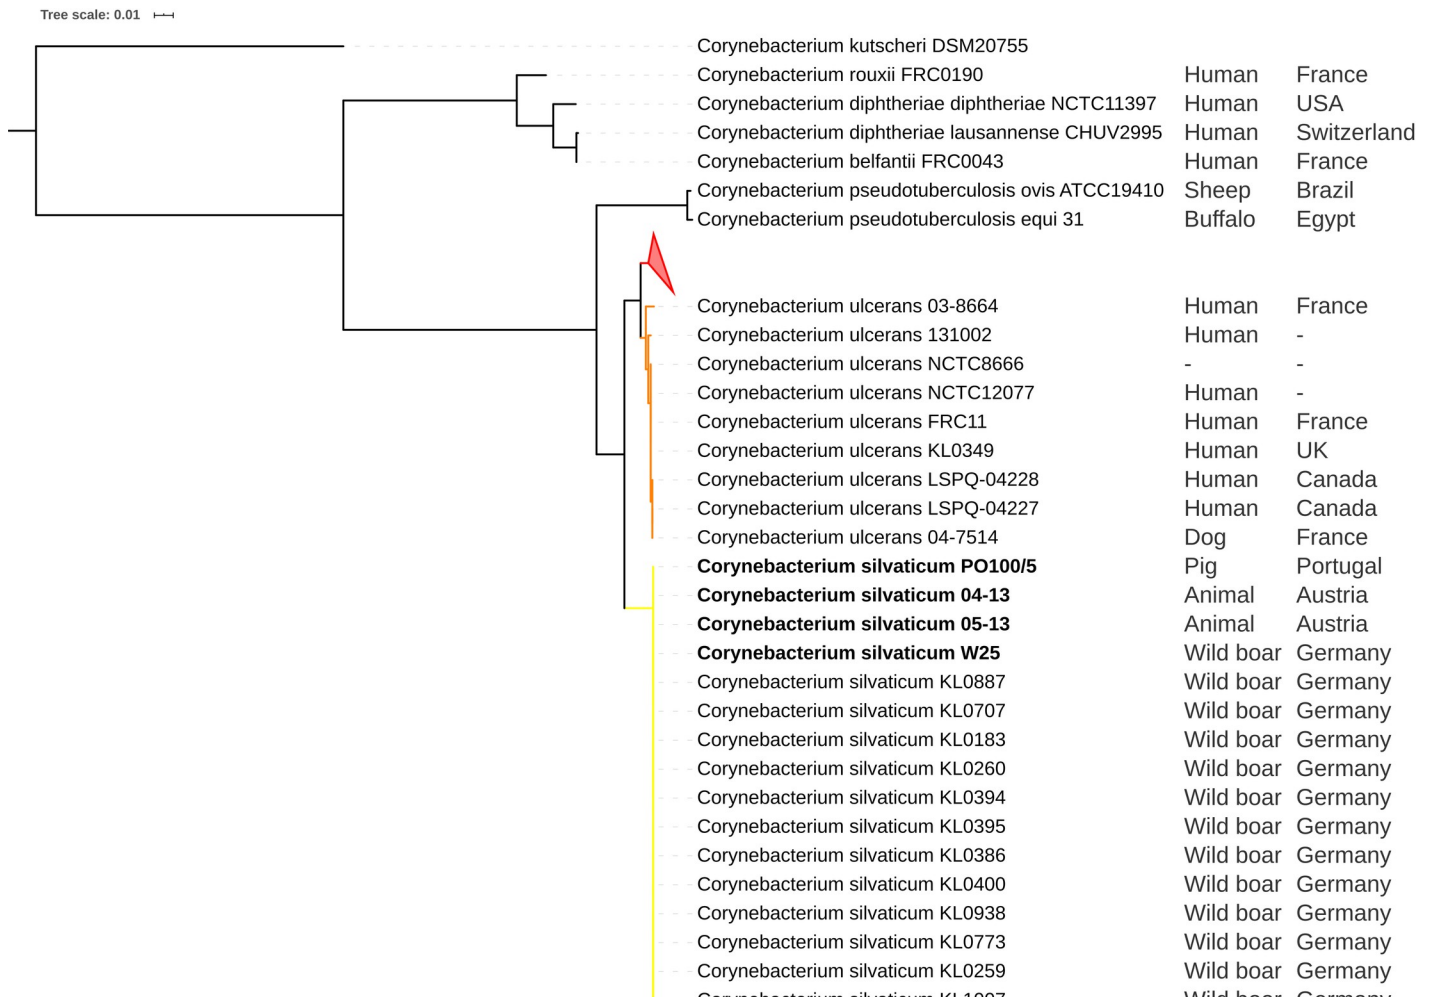 Tree scale: 0.01
Corynebacterium kutscheri DSM20755
Corynebacterium rouxii FRC0190 Human France
Corynebacterium diphtheriae diphtheriae NCTC11397 Human USA
Corynebacterium diphtheriae lausannense CHUV2995 Human Switzerland
Corynebacterium belfantii FRC0043 Human France
Corynebacterium pseudotuberculosis ovis ATCC19410 Sheep Brazil
Corynebacterium pseudotuberculosis equi 31 Buffalo Egypt
Corynebacterium ulcerans 03-8664 Human France
Corynebacterium ulcerans 131002 Human -
Corynebacterium ulcerans NCTC8666 - -
Corynebacterium ulcerans NCTC12077 Human -
Corynebacterium ulcerans FRC11 Human France
Corynebacterium ulcerans KL0349 Human UK
Corynebacterium ulcerans LSPQ-04228 Human Canada
Corynebacterium ulcerans LSPQ-04227 Human Canada
Corynebacterium ulcerans 04-7514 Dog France
Corynebacterium silvaticum PO100/5 Pig Portugal
Corynebacterium silvaticum 04-13 Animal Austria
Corynebacterium silvaticum 05-13 Animal Austria
Corynebacterium silvaticum W25 Wild boar Germany
Corynebacterium silvaticum KL0887 Wild boar Germany
Corynebacterium silvaticum KL0707 Wild boar Germany
Corynebacterium silvaticum KL0183 Wild boar Germany
Corynebacterium silvaticum KL0260 Wild boar Germany
Corynebacterium silvaticum KL0394 Wild boar Germany
Corynebacterium silvaticum KL0395 Wild boar Germany
Corynebacterium silvaticum KL0386 Wild boar Germany
Corynebacterium silvaticum KL0400 Wild boar Germany
Corynebacterium silvaticum KL0938 Wild boar Germany
Corynebacterium silvaticum KL0773 Wild boar Germany
Corynebacterium silvaticum KL0259 Wild boar Germany
Corynebacterium silvaticum Wild boar Germany